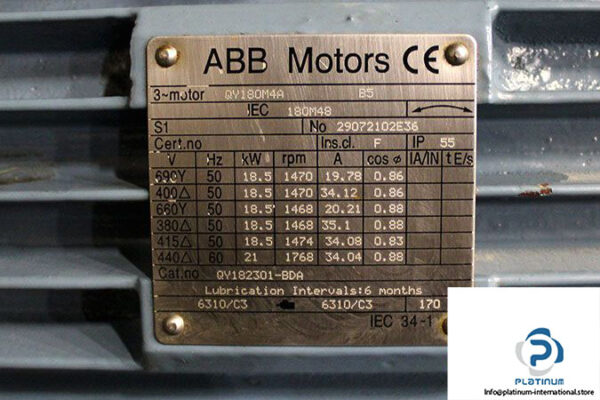 ABB Motors CE
3~motor QY180M4A B5
IEC 180M48
S1 No 29072102E36
Cert.no Ins.cl. F IP 55
V Hz kW rpm A cos ø IA/IN t E/s
690Y 50 18.5 1470 19.78 0.86
400△ 50 18.5 1470 34.12 0.86
660Y 50 18.5 1468 20.21 0.88
380△ 50 18.5 1468 35.1 0.88
415△ 50 18.5 1474 34.08 0.83
440△ 60 21 1768 34.04 0.88
Cat.no QY182301-BDA
Lubrication Intervals:6 months
6310/C3 6310/C3 170
IEC 34-1
PLATINUM
info@platinum-international.store